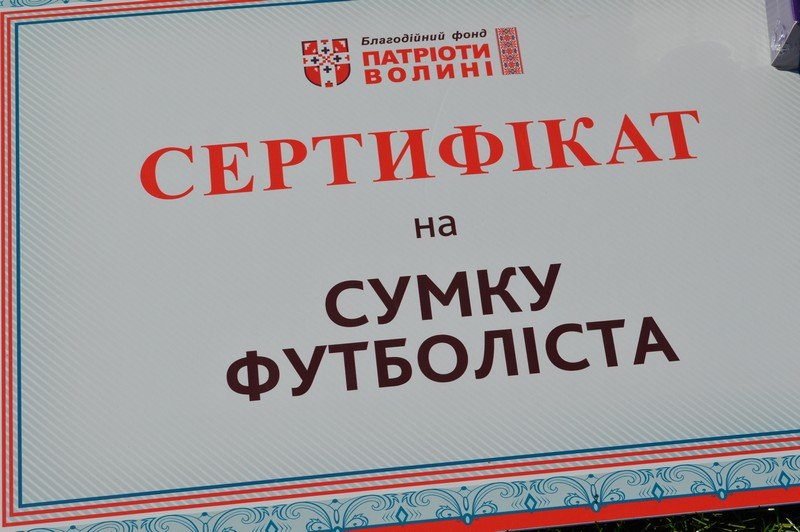 Благодійний фонд
ПАТРІОТИ
ВОЛИНІ
СЕРТИФІКАТ
на
СУМКУ
ФУТБОЛІСТА